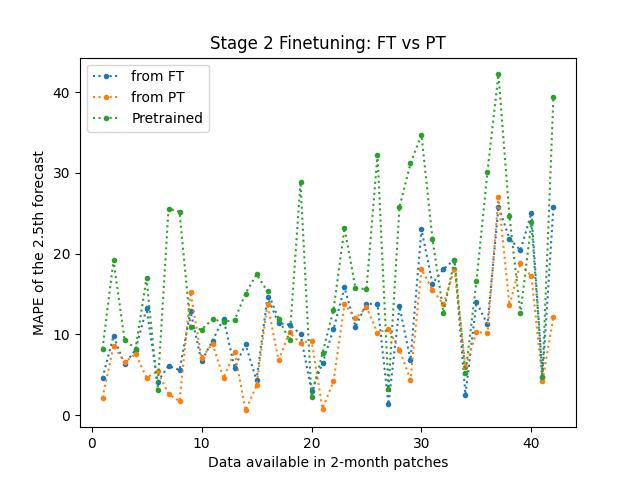 Stage 2 Finetuning: FT vs PT
from FT
from PT
Pretrained
MAPE of the 2.5th forecast
40
30
20
10
0
0 10 20 30 40
Data available in 2-month patches